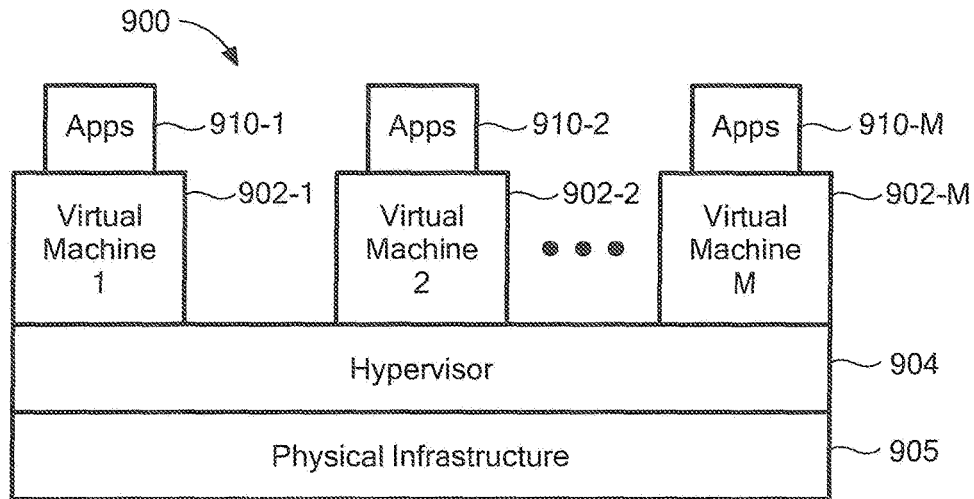 900
Apps 910-1 Apps 910-2 Apps 910-M
902-1 902-2 902-M
Virtual Virtual Virtual
Machine Machine Machine
1 2 M
Hypervisor 904
Physical Infrastructure 905